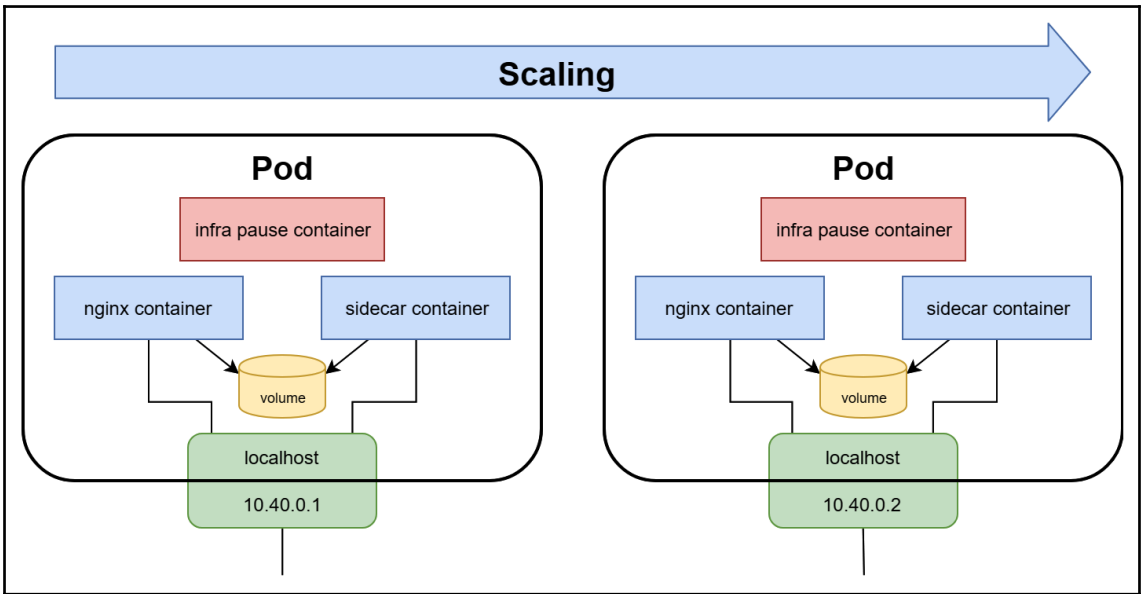 Scaling
Pod
infra pause container
nginx container
sidecar container
volume
localhost
10.40.0.1
Pod
infra pause container
nginx container
sidecar container
volume
localhost
10.40.0.2